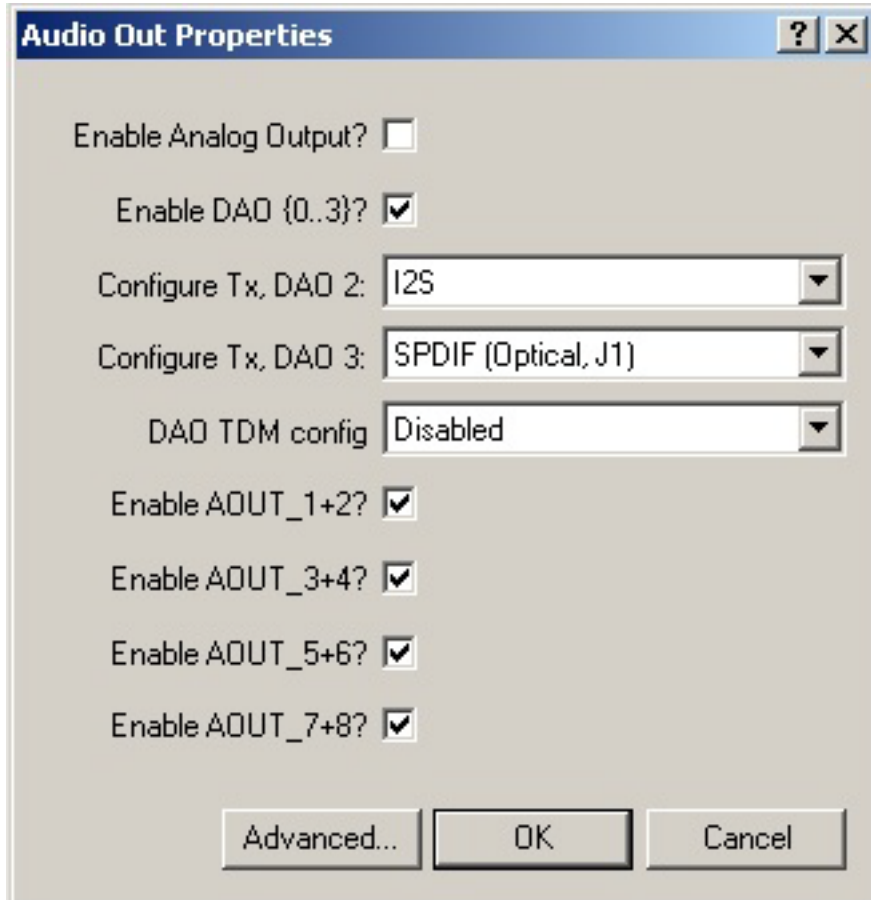 Audio Out Properties
Enable Analog Output?
Enable DAO {0..3}?
Configure Tx, DAO 2: I2S
Configure Tx, DAO 3: SPDIF (Optical, J1)
DAO TDM config Disabled
Enable AOUT_1+2?
Enable AOUT_3+4?
Enable AOUT_5+6?
Enable AOUT_7+8?
Advanced... OK Cancel